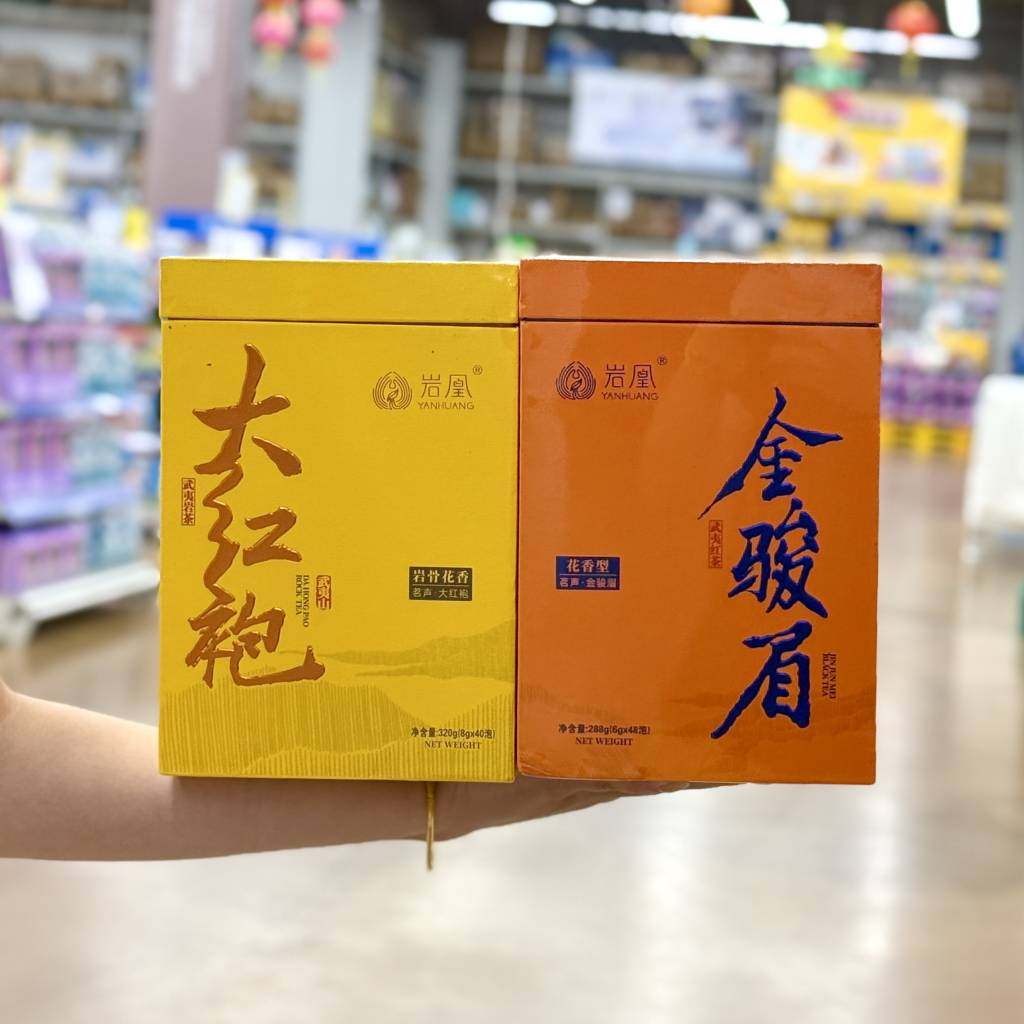 大红袍
武夷岩茶
DA HONG PAO
ROCK TEA
武夷山
岩凰®
YANHUANG
岩骨花香
茗声·大红袍
净含量:320g(8gx40泡)
NET WEIGHT
岩凰®
YANHUANG
金骏眉
武夷红茶
JIN JUN MEI
BLACK TEA
花香型
茗声·金骏眉
净含量:288g(6gx48泡)
NET WEIGHT